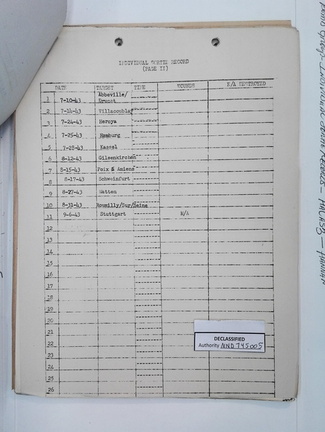 INDIVIDUAL SORTIE RECORD
(PAGE II)
DATE TARGET TIME WOUNDS E/A DESTROYED
1 7-10-43 Abbeville/
Drucat
2 7-14-43 Villacoublay
3 7-24-43 Heroya
4 7-25-43 Hamburg
5 7-28-43 Kassel
6 8-12-43 Gilsenkirchen
7 8-15-43 Poix & Amiens
8 8-17-43 Schweinfurt
9 8-27-43 Watten
10 8-31-43 Romilly/Sur/Seine
11 9-6-43 Stuttgart N/A
12
13
14
15
16
17
18
19
20
21
22
23
24
25
26
DECLASSIFIED
Authority NND 745005